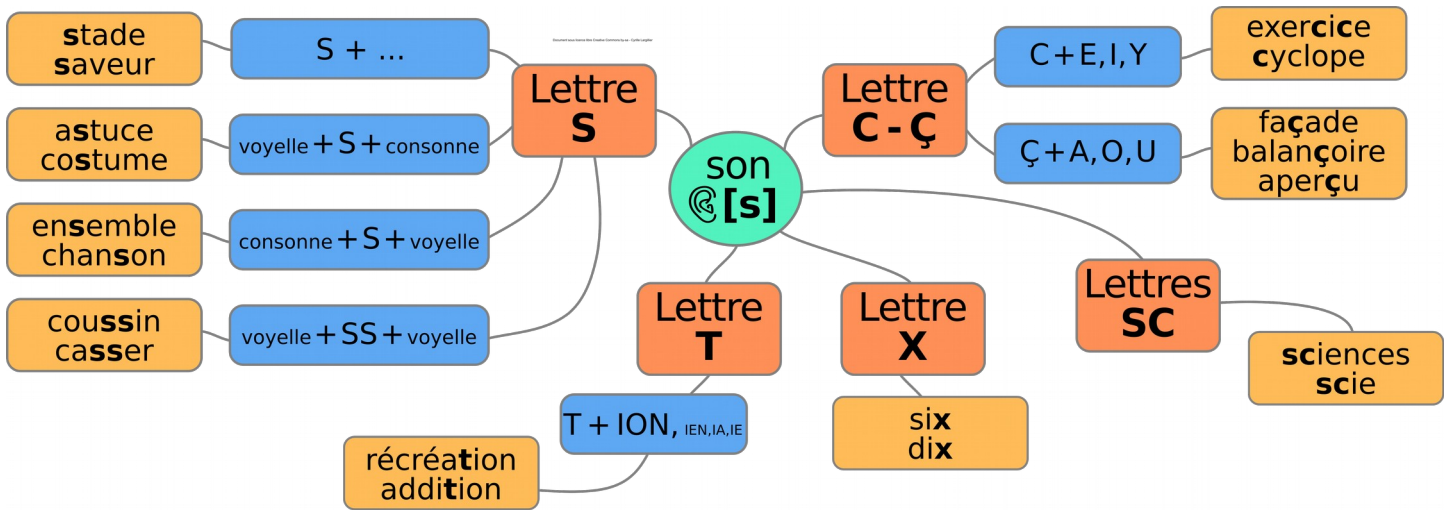 son
[s]
Lettre
S
S + ...
stade
saveur
voyelle + S + consonne
astuce
costume
consonne + S + voyelle
ensemble
chanson
voyelle + SS + voyelle
coussin
casser
Lettre
C - Ç
C + E, I, Y
exercice
cyclope
Ç + A, O, U
façade
balançoire
aperçu
Lettres
SC
sciences
scie
Lettre
X
six
dix
Lettre
T
T + ION, IEN,IA,IE
récréation
addition